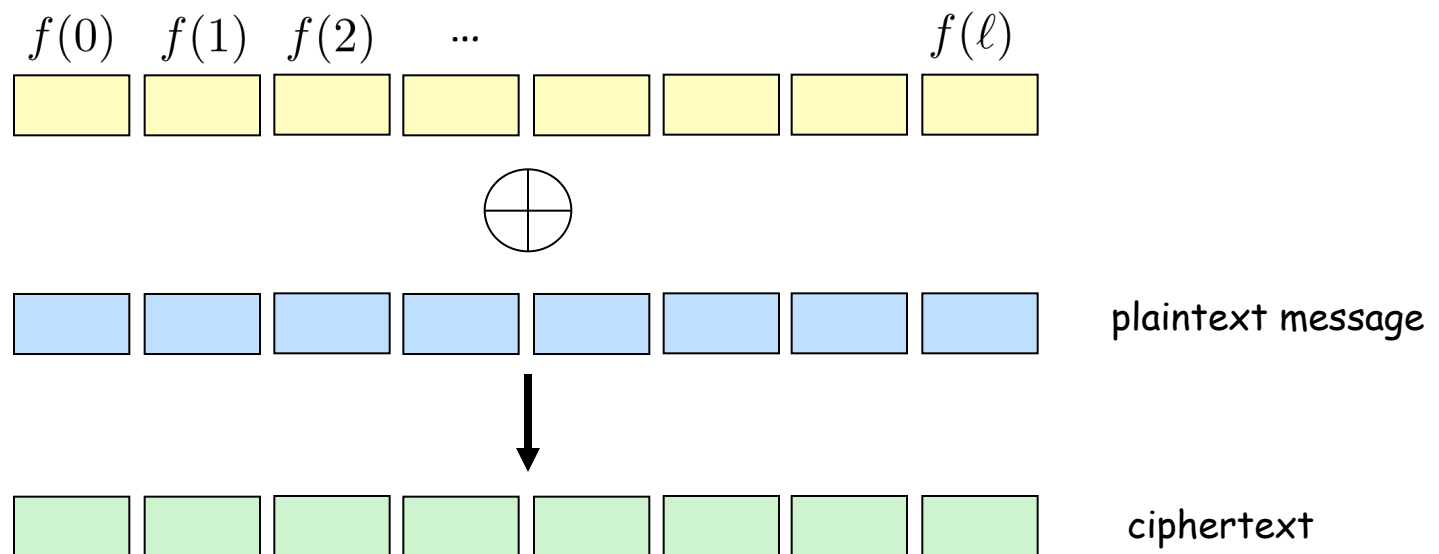 f(0) f(1) f(2) ... f(ℓ)
plaintext message
ciphertext